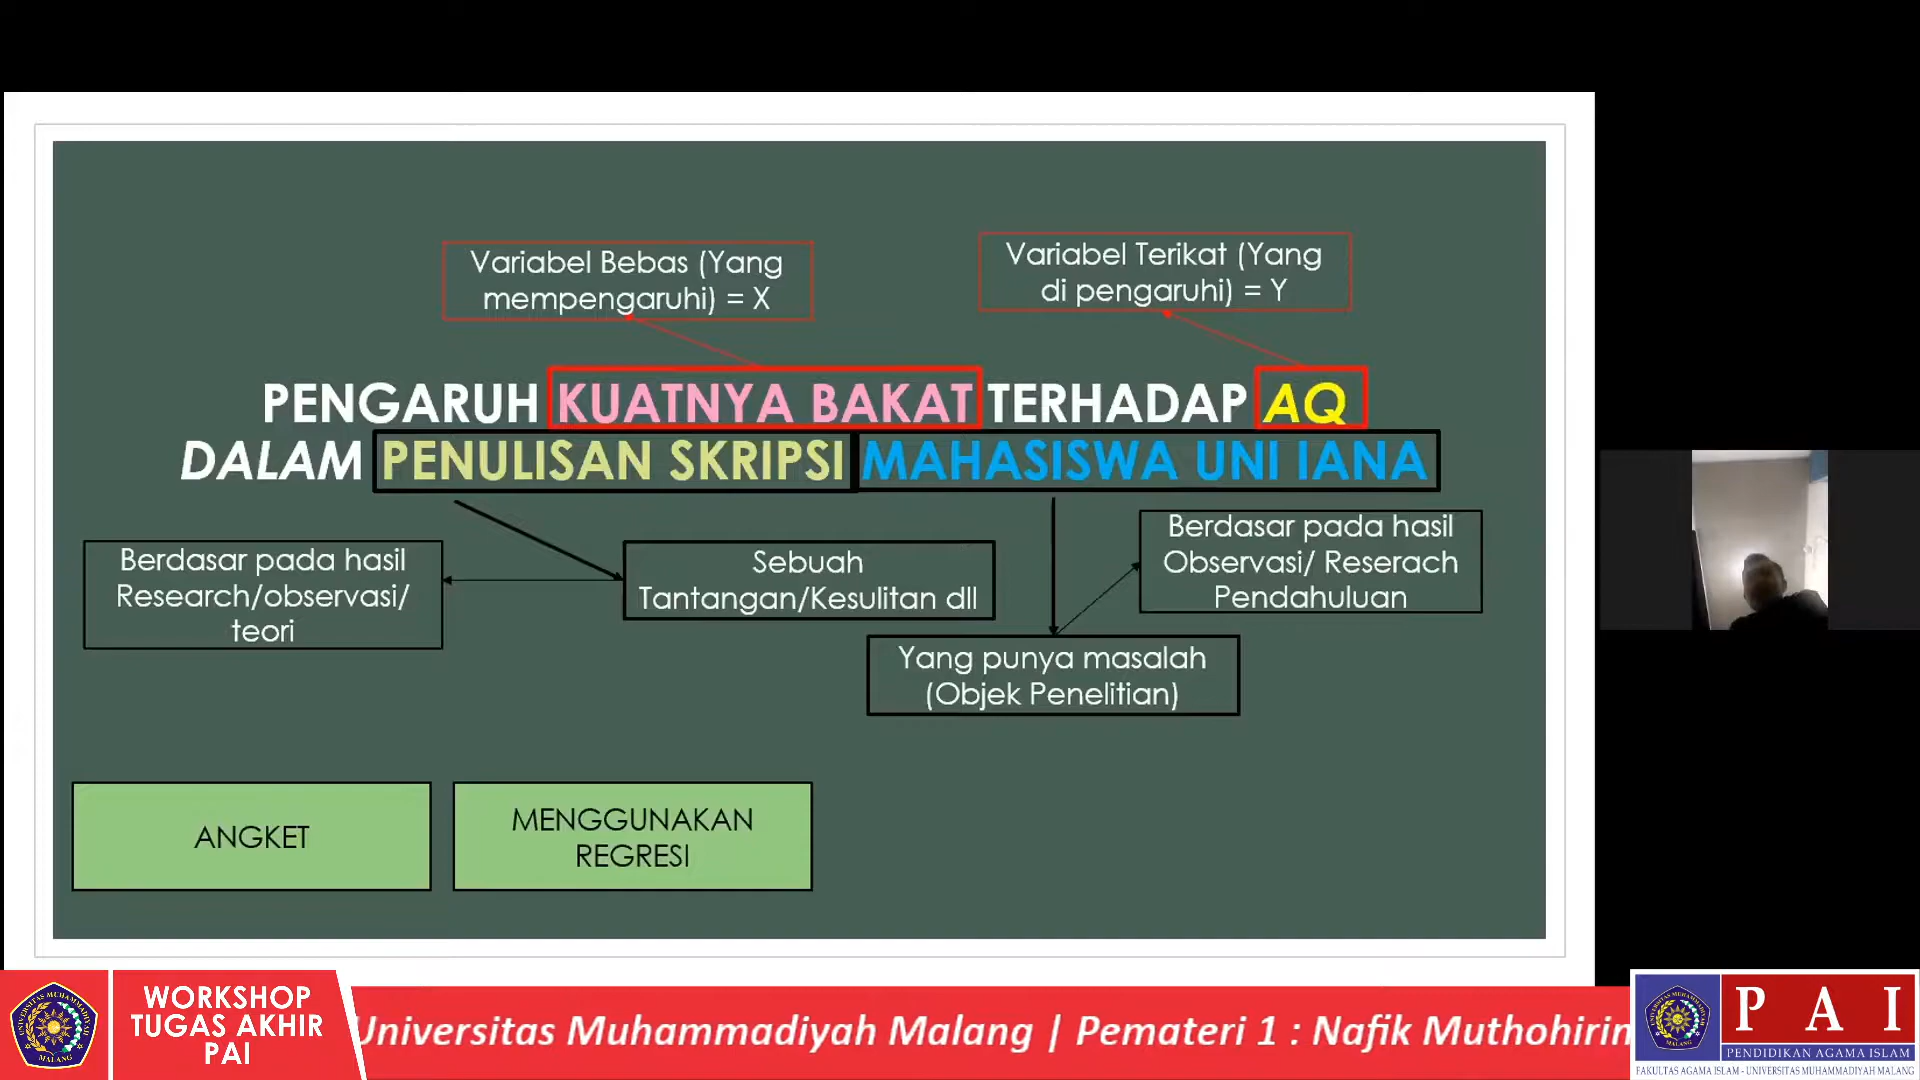 Variabel Bebas (Yang
mempengaruhi) = X
Variabel Terikat (Yang
di pengaruhi) = Y
PENGARUH KUATNYA BAKAT TERHADAP AQ
DALAM PENULISAN SKRIPSI MAHASISWA UNI IANA
Berdasar pada hasil
Research/observasi/
teori
Sebuah
Tantangan/Kesulitan dll
Berdasar pada hasil
Observasi/ Reserach
Pendahuluan
Yang punya masalah
(Objek Penelitian)
ANGKET
MENGGUNAKAN
REGRESI
WORKSHOP
TUGAS AKHIR
PAI
Universitas Muhammadiyah Malang | Pemateri 1 : Nafik Muthohirin
UNIVERSITAS MUHAMMADIYAH
MALANG
PAI
PENDIDIKAN AGAMA ISLAM
FAKULTAS AGAMA ISLAM - UNIVERSITAS MUHAMMADIYAH MALANG